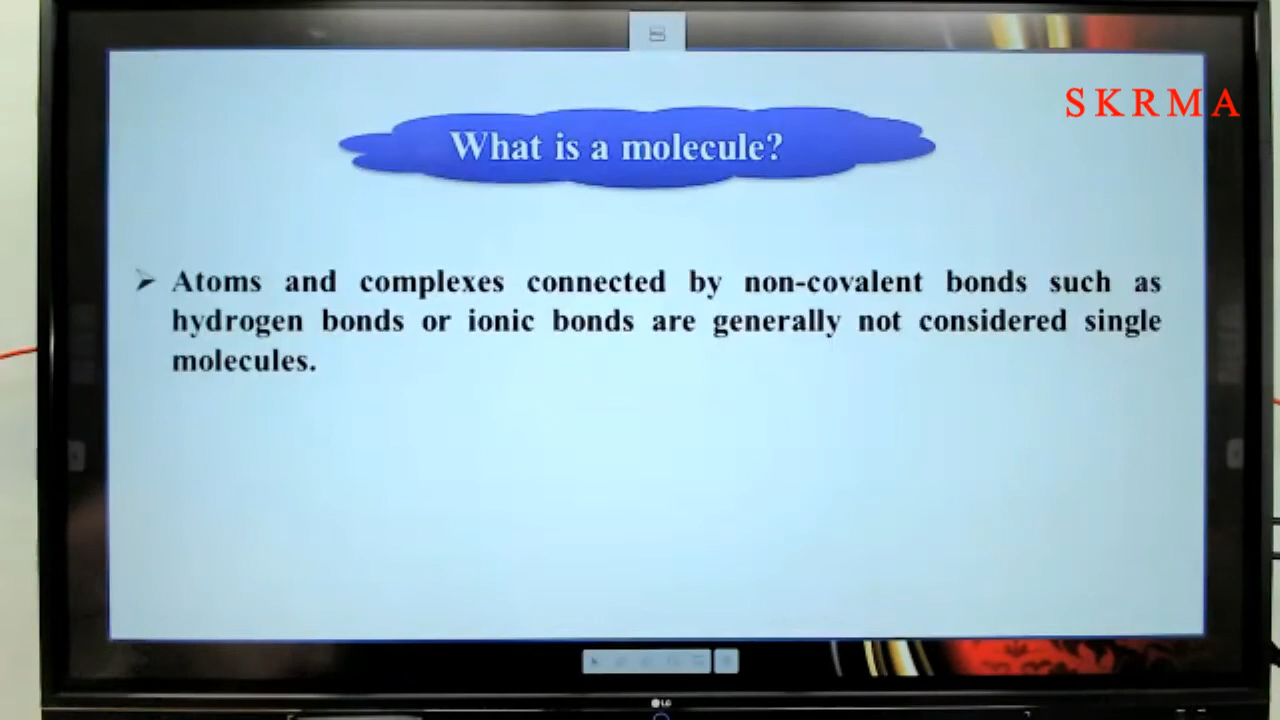 SKRMA
What is a molecule?
Atoms and complexes connected by non-covalent bonds such as
hydrogen bonds or ionic bonds are generally not considered single
molecules.
LG